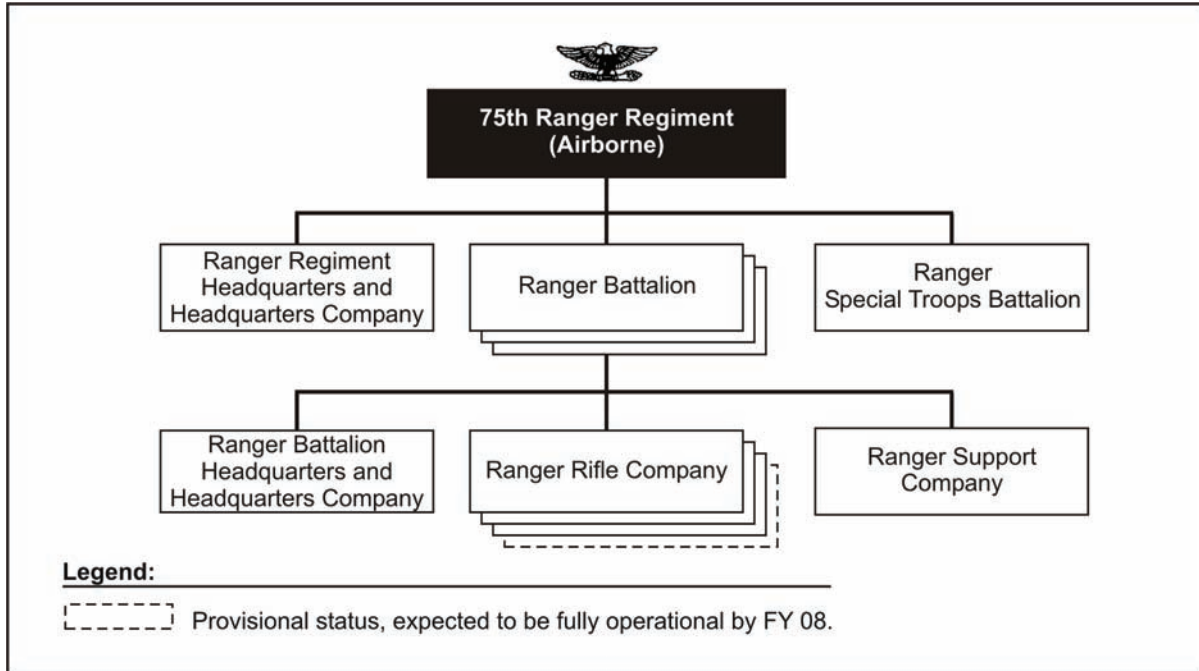 75th Ranger Regiment
(Airborne)
Ranger Regiment
Headquarters and
Headquarters Company
Ranger Battalion
Ranger
Special Troops Battalion
Ranger Battalion
Headquarters and
Headquarters Company
Ranger Rifle Company
Ranger Support
Company
Legend:
Provisional status, expected to be fully operational by FY 08.